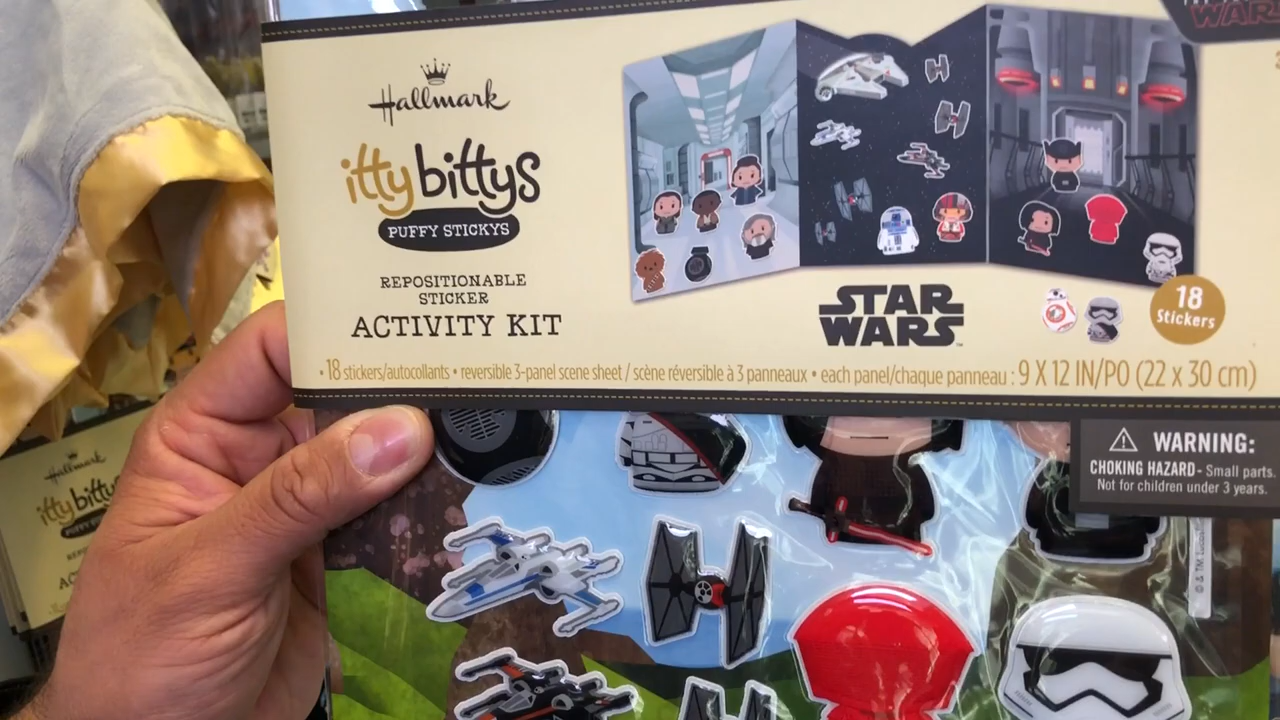 WAR
Hallmark
itty bittys
PUFFY STICKYS
REPOSITIONABLE
STICKER
ACTIVITY KIT
STAR
WARS
18
Stickers
• 18 stickers/autocollants • reversible 3-panel scene sheet / scène réversible à 3 panneaux • each panel/chaque panneau : 9 X 12 IN/PO (22 x 30 cm)
WARNING:
CHOKING HAZARD - Small parts.
Not for children under 3 years.
Hallmark
itty bittys